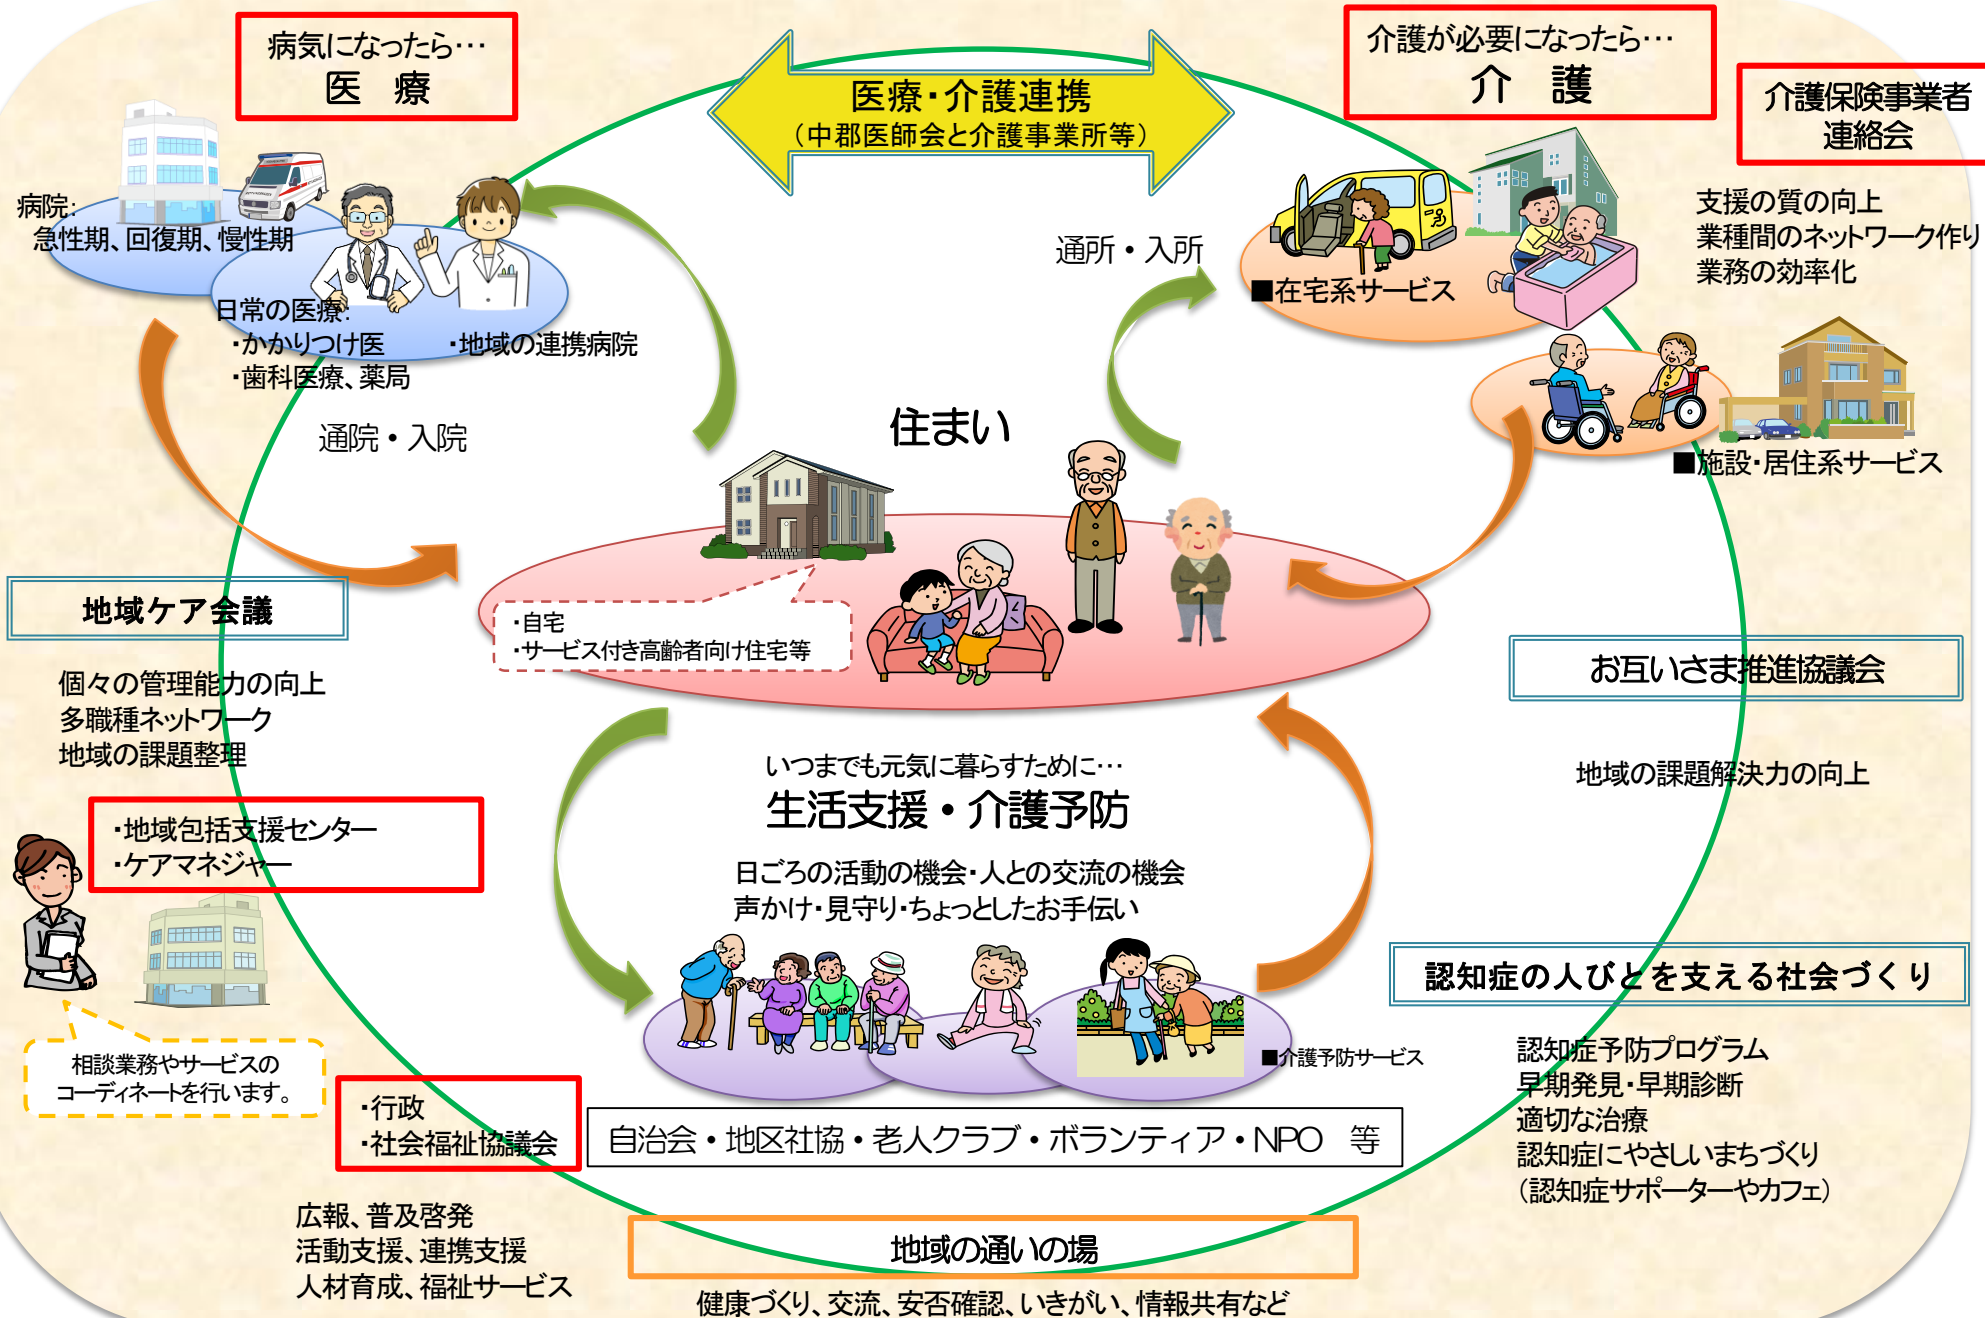 病気になったら…
医 療
医療・介護連携
（中郡医師会と介護事業所等）
介護が必要になったら…
介 護
介護保険事業者
連絡会
支援の質の向上
業種間のネットワーク作り
業務の効率化
病院:
急性期、回復期、慢性期
日常の医療:
・かかりつけ医 ・地域の連携病院
・歯科医療、薬局
通院・入院
通所・入所
■在宅系サービス
■施設・居住系サービス
住まい
・自宅
・サービス付き高齢者向け住宅等
地域ケア会議
個々の管理能力の向上
多職種ネットワーク
地域の課題整理
お互いさま推進協議会
地域の課題解決力の向上
いつまでも元気に暮らすために…
生活支援・介護予防
日ごろの活動の機会・人との交流の機会
声かけ・見守り・ちょっとしたお手伝い
・地域包括支援センター
・ケアマネジャー
相談業務やサービスの
コーディネートを行います。
認知症の人びとを支える社会づくり
認知症予防プログラム
早期発見・早期診断
適切な治療
認知症にやさしいまちづくり
（認知症サポーターやカフェ）
■介護予防サービス
・行政
・社会福祉協議会
自治会・地区社協・老人クラブ・ボランティア・NPO 等
広報、普及啓発
活動支援、連携支援
人材育成、福祉サービス
地域の通いの場
健康づくり、交流、安否確認、いきがい、情報共有など